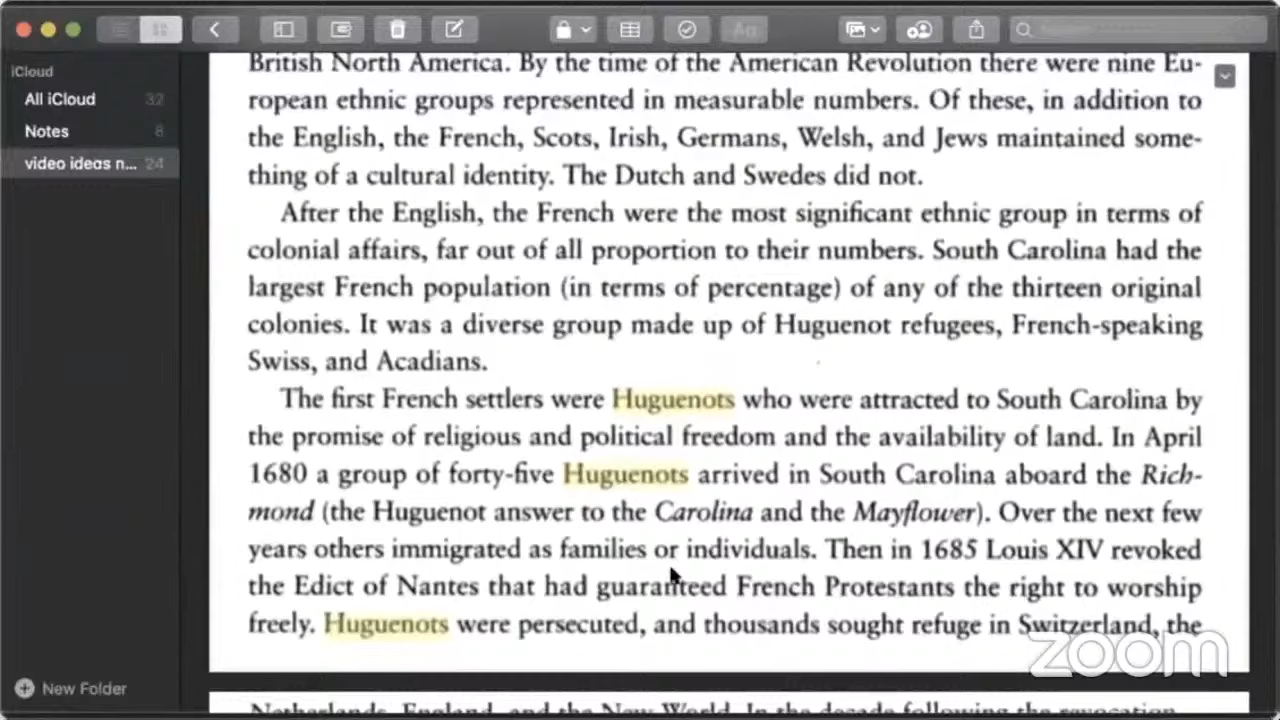 iCloud
All iCloud 32
Notes 8
video ideas n... 24
New Folder
British North America. By the time of the American Revolution there were nine Eu-
ropean ethnic groups represented in measurable numbers. Of these, in addition to
the English, the French, Scots, Irish, Germans, Welsh, and Jews maintained some-
thing of a cultural identity. The Dutch and Swedes did not.
After the English, the French were the most significant ethnic group in terms of
colonial affairs, far out of all proportion to their numbers. South Carolina had the
largest French population (in terms of percentage) of any of the thirteen original
colonies. It was a diverse group made up of Huguenot refugees, French-speaking
Swiss, and Acadians.
The first French settlers were Huguenots who were attracted to South Carolina by
the promise of religious and political freedom and the availability of land. In April
1680 a group of forty-five Huguenots arrived in South Carolina aboard the Rich-
mond (the Huguenot answer to the Carolina and the Mayflower). Over the next few
years others immigrated as families or individuals. Then in 1685 Louis XIV revoked
the Edict of Nantes that had guaranteed French Protestants the right to worship
freely. Huguenots were persecuted, and thousands sought refuge in Switzerland, the
Netherlands, England, and the New World. In the decade following the revocation
Aa
zoom